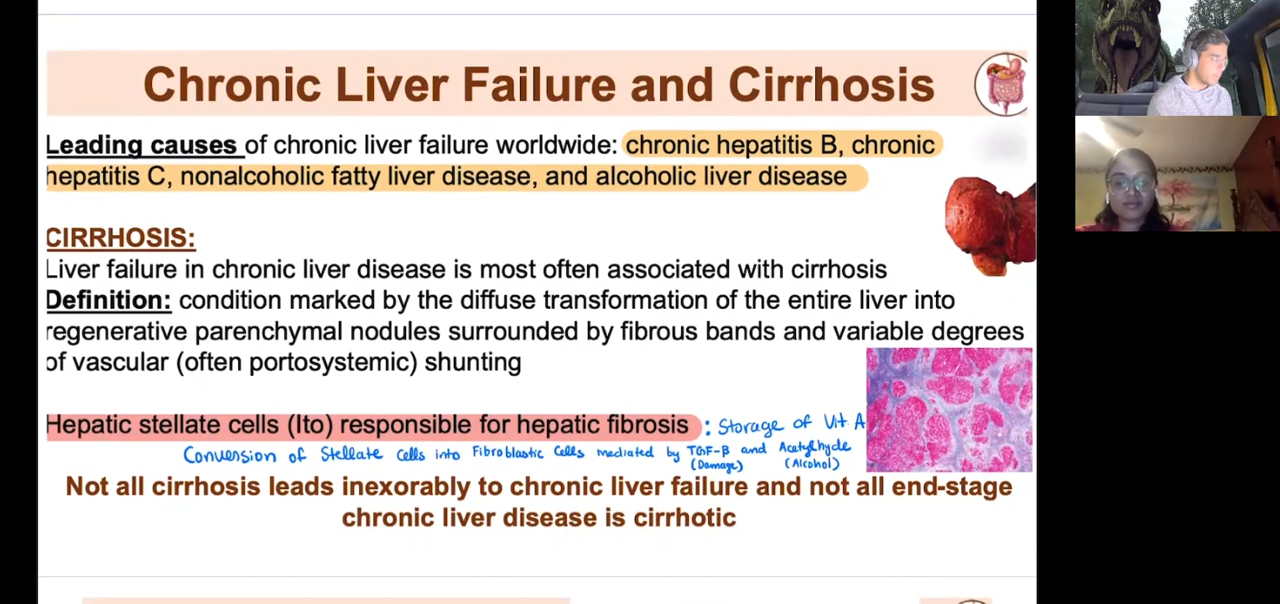 Chronic Liver Failure and Cirrhosis
Leading causes of chronic liver failure worldwide: chronic hepatitis B, chronic
hepatitis C, nonalcoholic fatty liver disease, and alcoholic liver disease
CIRRHOSIS:
Liver failure in chronic liver disease is most often associated with cirrhosis
Definition: condition marked by the diffuse transformation of the entire liver into
regenerative parenchymal nodules surrounded by fibrous bands and variable degrees
of vascular (often portosystemic) shunting
Hepatic stellate cells (Ito) responsible for hepatic fibrosis : Storage of Vit A
Conversion of Stellate Cells into Fibroblastic Cells mediated by TGF-β and Acetylhyde
(Damage) (Alcohol)
Not all cirrhosis leads inexorably to chronic liver failure and not all end-stage
chronic liver disease is cirrhotic